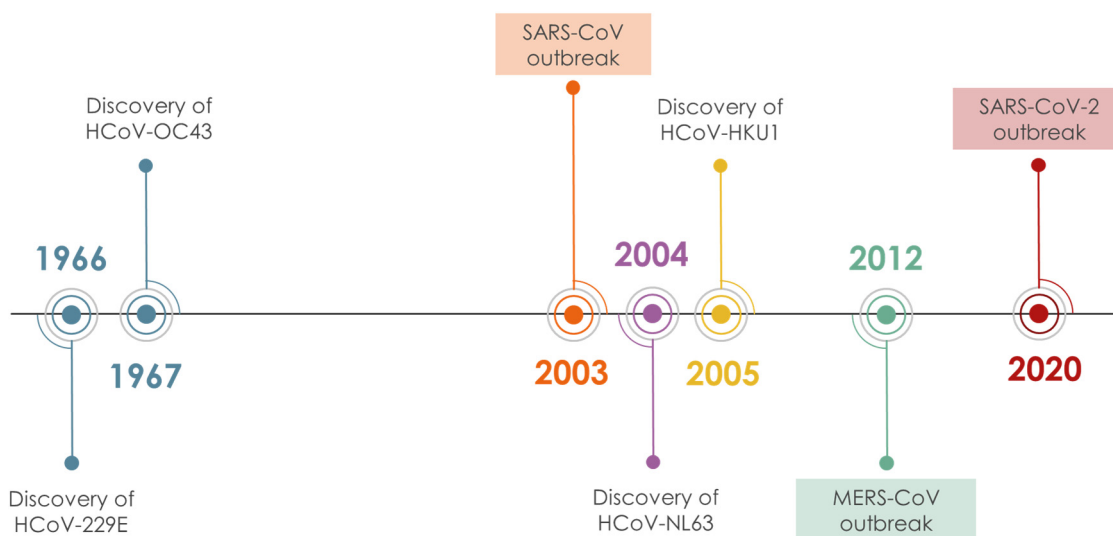 SARS-CoV
outbreak
Discovery of
HCoV-OC43
Discovery of
HCoV-HKU1
SARS-CoV-2
outbreak
1966
2004
2012
1967
2003
2005
2020
Discovery of
HCoV-229E
Discovery of
HCoV-NL63
MERS-CoV
outbreak